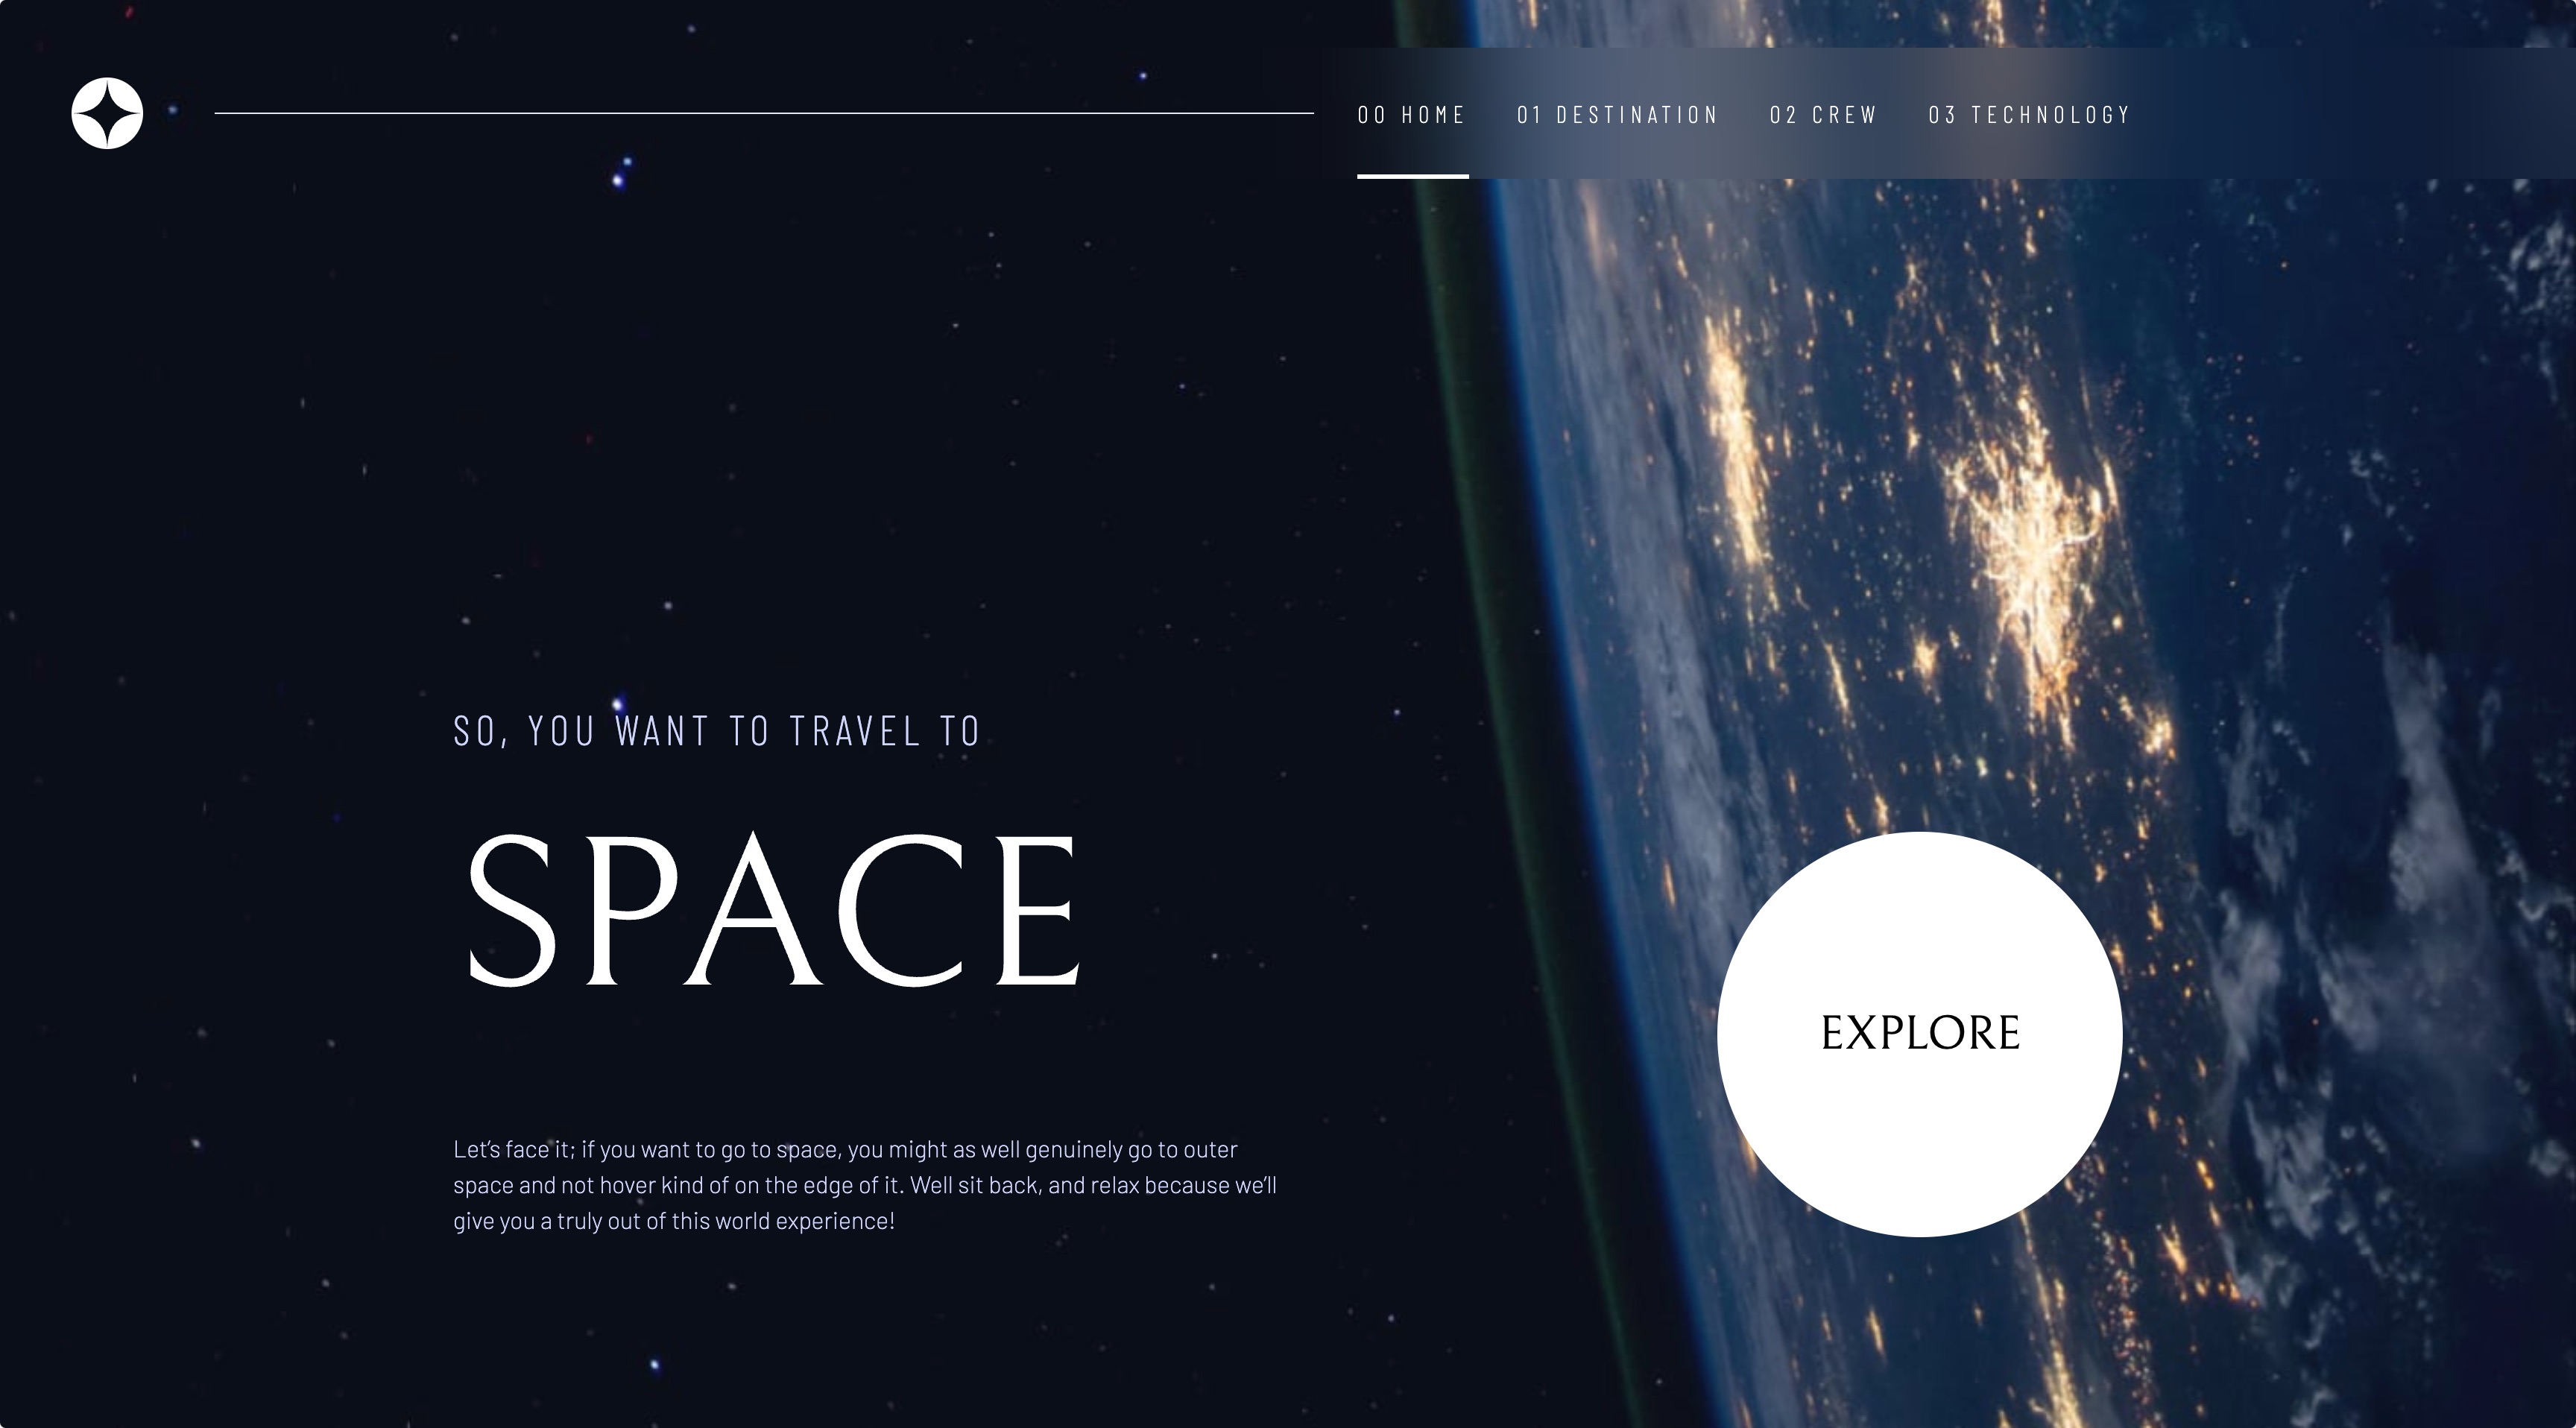 00 HOME 01 DESTINATION 02 CREW 03 TECHNOLOGY
SO, YOU WANT TO TRAVEL TO
SPACE
Let’s face it; if you want to go to space, you might as well genuinely go to outer
space and not hover kind of on the edge of it. Well sit back, and relax because we’ll
give you a truly out of this world experience!
EXPLORE